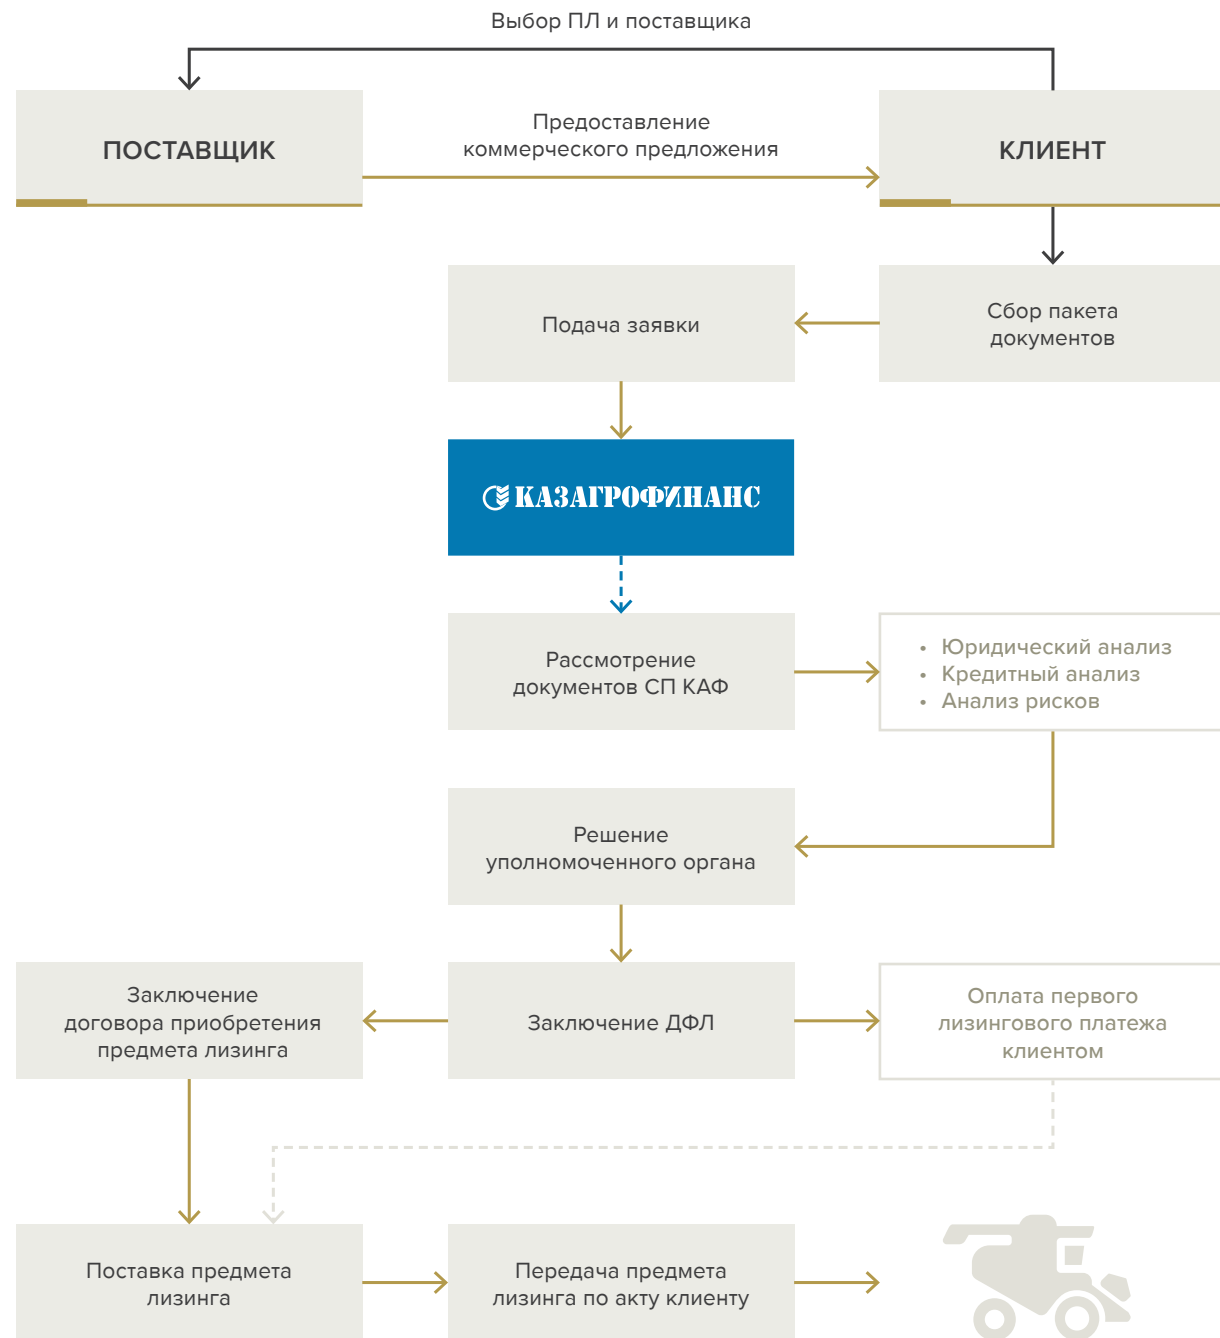 Выбор ПЛ и поставщика
ПОСТАВЩИК
Предоставление
коммерческого предложения
КЛИЕНТ
Подача заявки
Сбор пакета
документов
КАЗАГРОФИНАНС
Рассмотрение
документов СП КАФ
• Юридический анализ
• Кредитный анализ
• Анализ рисков
Решение
уполномоченного органа
Заключение
договора приобретения
предмета лизинга
Заключение ДФЛ
Оплата первого
лизингового платежа
клиентом
Поставка предмета
лизинга
Передача предмета
лизинга по акту клиенту